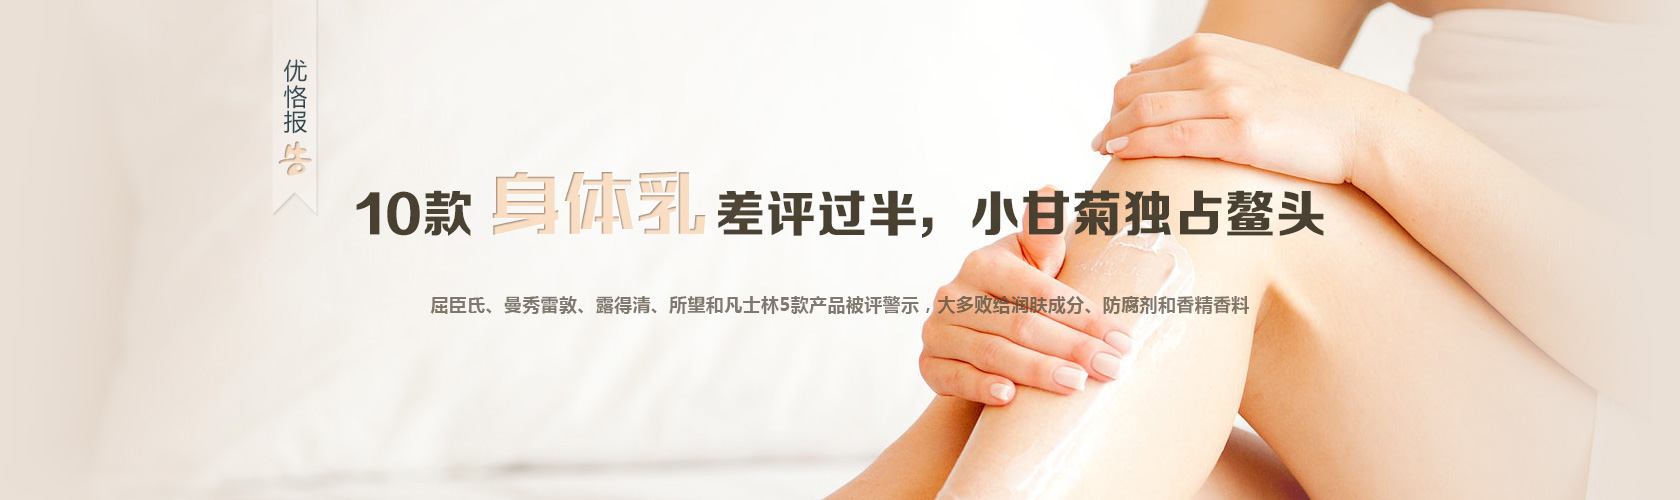 优恪报告
10款 身体乳 差评过半，小甘菊独占鳌头
屈臣氏、曼秀雷敦、露得清、所望和凡士林5款产品被评警示，大多败给润肤成分、防腐剂和香精香料